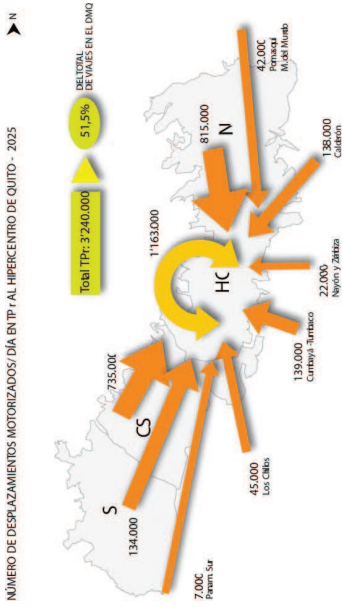 NÚMERO DE DESPLAZAMIENTOS MOTORIZADOS/ DÍA EN TP r AL HIPERCENTRO DE QUITO - 2025
N
Total TPr: 3'240.000
51,5%
DEL TOTAL
DE VIAJES EN EL DMQ
S
134.000
CS
735.000
1'163.000
HC
815.000
N
42.000
Pomasquí
M. del Mundo
138.000
Calderón
22.000
Nayón y Zámbiza
139.000
Cumbayá -Tumbaco
45.000
Los Chillos
7.000
Panam. Sur